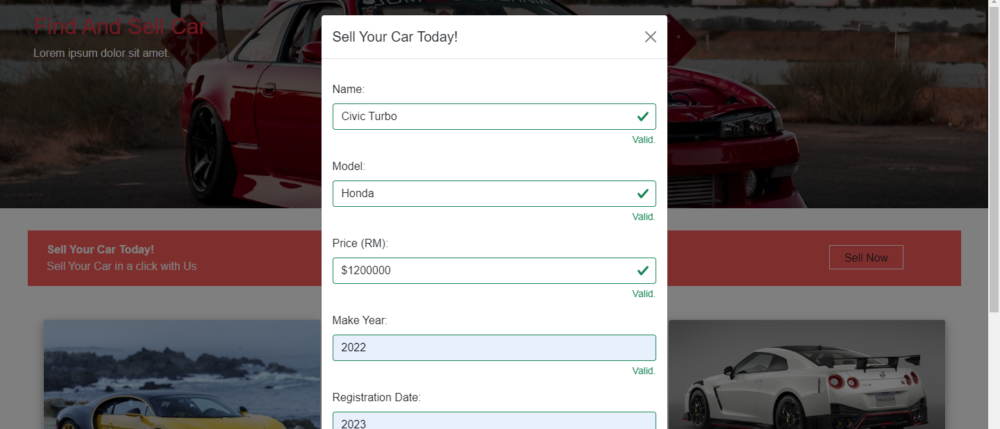 Find And Sell Car
Lorem ipsum dolor sit amet.
Sell Your Car Today!
Name:
Civic Turbo
Valid.
Model:
Honda
Valid.
Price (RM):
$1200000
Valid.
Make Year:
2022
Valid.
Registration Date:
2023
Sell Your Car Today!
Sell Your Car in a click with Us
Sell Now